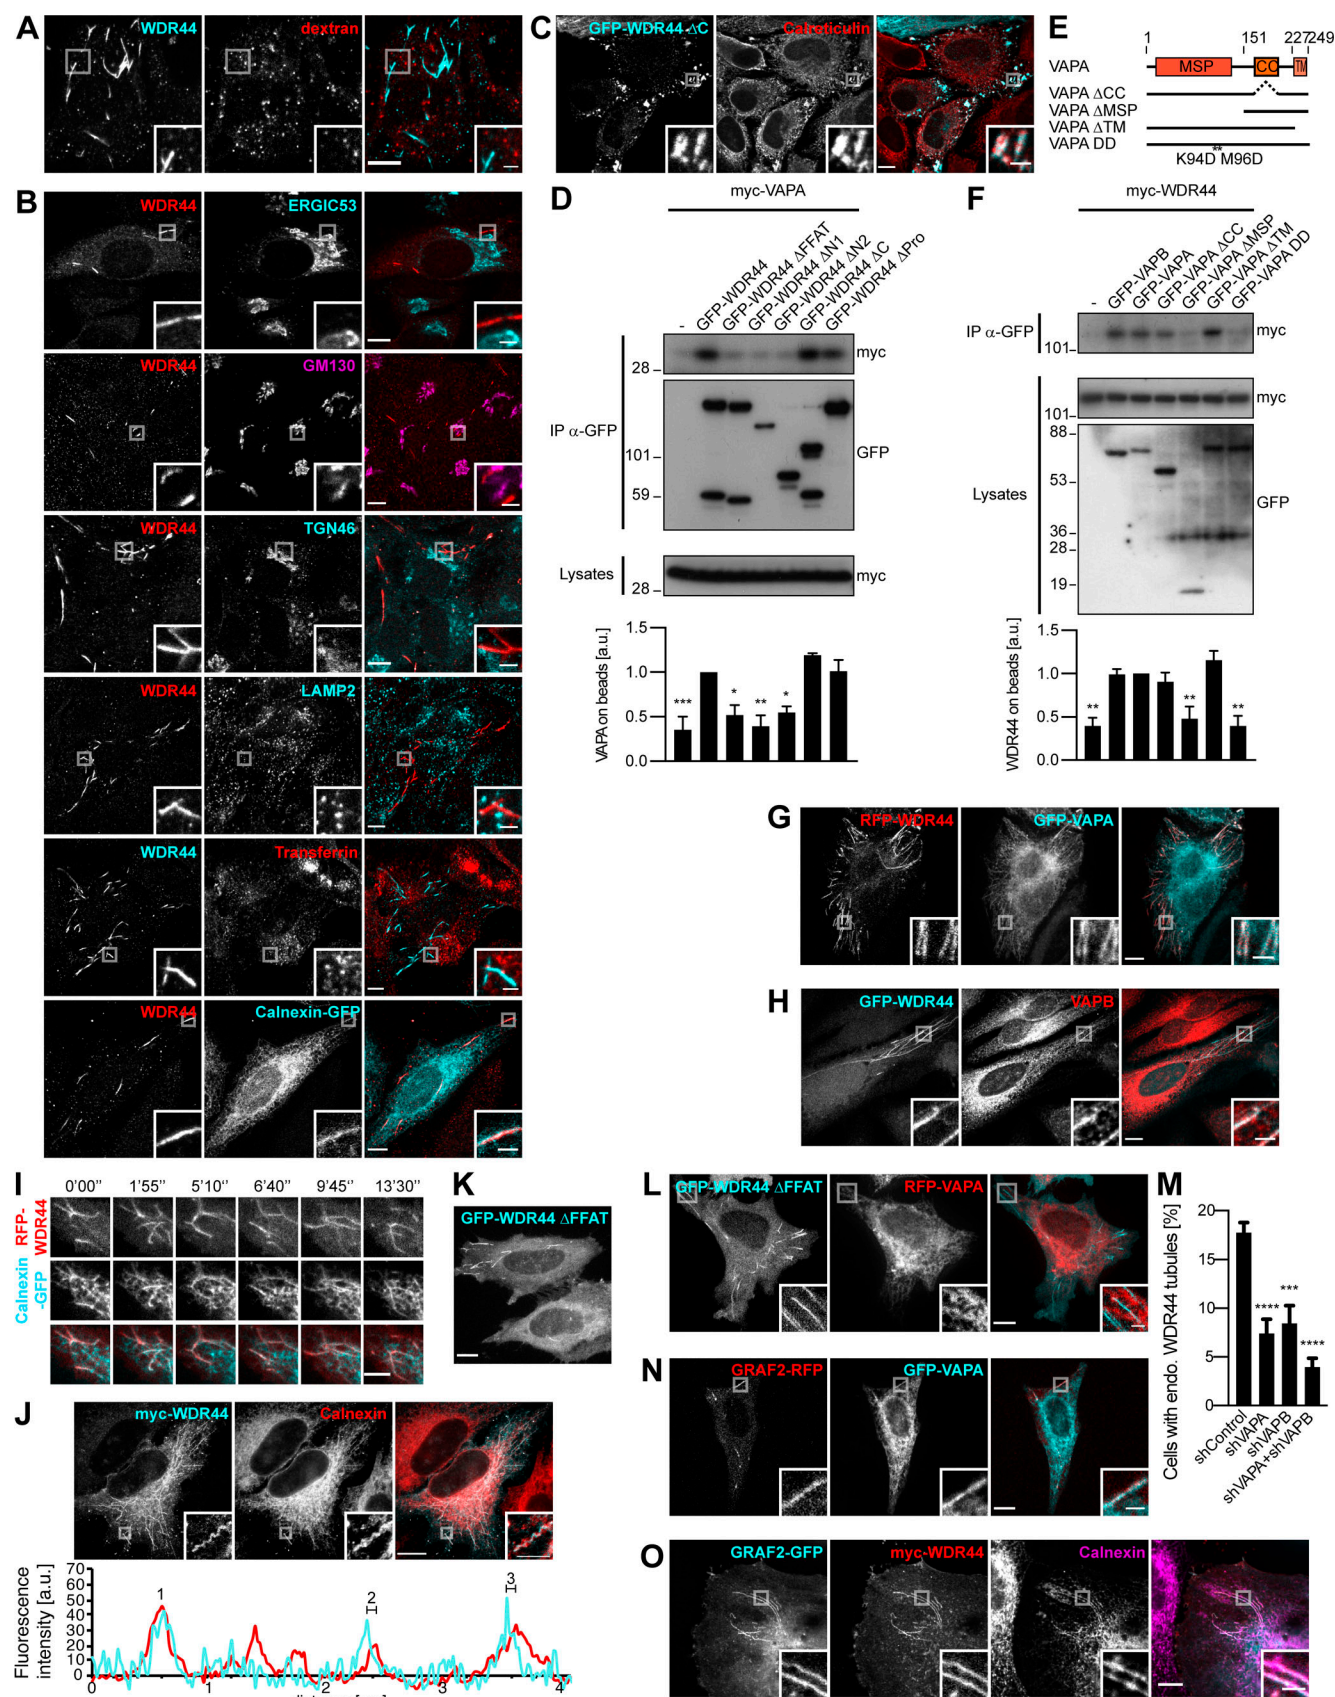 A
WDR44
dextran
B
WDR44
ERGIC53
WDR44
GM130
WDR44
TGN46
WDR44
LAMP2
WDR44
Transferrin
WDR44
Calnexin-GFP
C
GFP-WDR44 ΔC
Calreticulin
D
myc-VAPA
-
GFP-WDR44
GFP-WDR44 ΔFFAT
GFP-WDR44 ΔN1
GFP-WDR44 ΔN2
GFP-WDR44 ΔC
GFP-WDR44 ΔPro
IP α-GFP
28
myc
101
59
GFP
Lysates
28
myc
VAPA on beads [a.u.]
1.5
1.0
0.5
0.0
***
*
**
*
E
1
151
227
249
VAPA
MSP
CC
TM
VAPA ΔCC
VAPA ΔMSP
VAPA ΔTM
VAPA DD
**
K94D M96D
F
myc-WDR44
-
GFP-VAPB
GFP-VAPA
GFP-VAPA ΔCC
GFP-VAPA ΔMSP
GFP-VAPA ΔTM
GFP-VAPA DD
IP α-GFP
101
myc
101
myc
Lysates
88
53
36
28
19
GFP
WDR44 on beads [a.u.]
1.5
1.0
0.5
0.0
**
**
**
G
RFP-WDR44
GFP-VAPA
H
GFP-WDR44
VAPB
I
0'00''
1'55''
5'10''
6'40''
9'45''
13'30''
RFP-
WDR44
Calnexin
-GFP
J
myc-WDR44
Calnexin
Fluorescence
intensity [a.u.]
70
60
50
40
30
20
10
0
1
2
3
0
1
2
3
4
K
GFP-WDR44 ΔFFAT
L
GFP-WDR44 ΔFFAT
RFP-VAPA
M
Cells with endo. WDR44 tubules [%]
20
15
10
5
0
****
***
****
shControl
shVAPA
shVAPB
shVAPA+shVAPB
N
GRAF2-RFP
GFP-VAPA
O
GRAF2-GFP
myc-WDR44
Calnexin